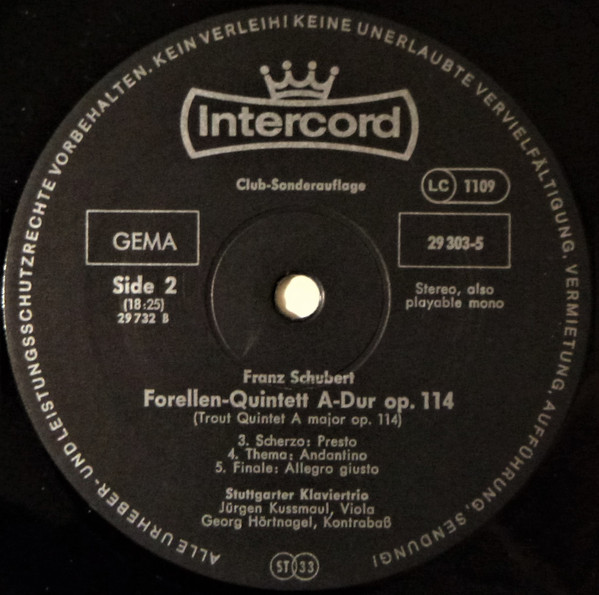 ALLE URHEBER- UND LEISTUNGSSCHUTZRECHTE VORBEHALTEN. KEIN VERLEIH! KEINE UNERLAUBTE VERVIELFÄLTIGUNG, VERMIETUNG, AUFFÜHRUNG, SENDUNG!
Intercord
Club-Sonderauflage
LC 1109
GEMA
29 303-5
Side 2
(18:25)
29 732 B
Stereo, also
playable mono
Franz Schubert
Forellen-Quintett A-Dur op. 114
(Trout Quintet A major op. 114)
3. Scherzo: Presto
4. Thema: Andantino
5. Finale: Allegro giusto
Stuttgarter Klaviertrio
Jürgen Kussmaul, Viola
Georg Hörtnagel, Kontrabaß
ST 33